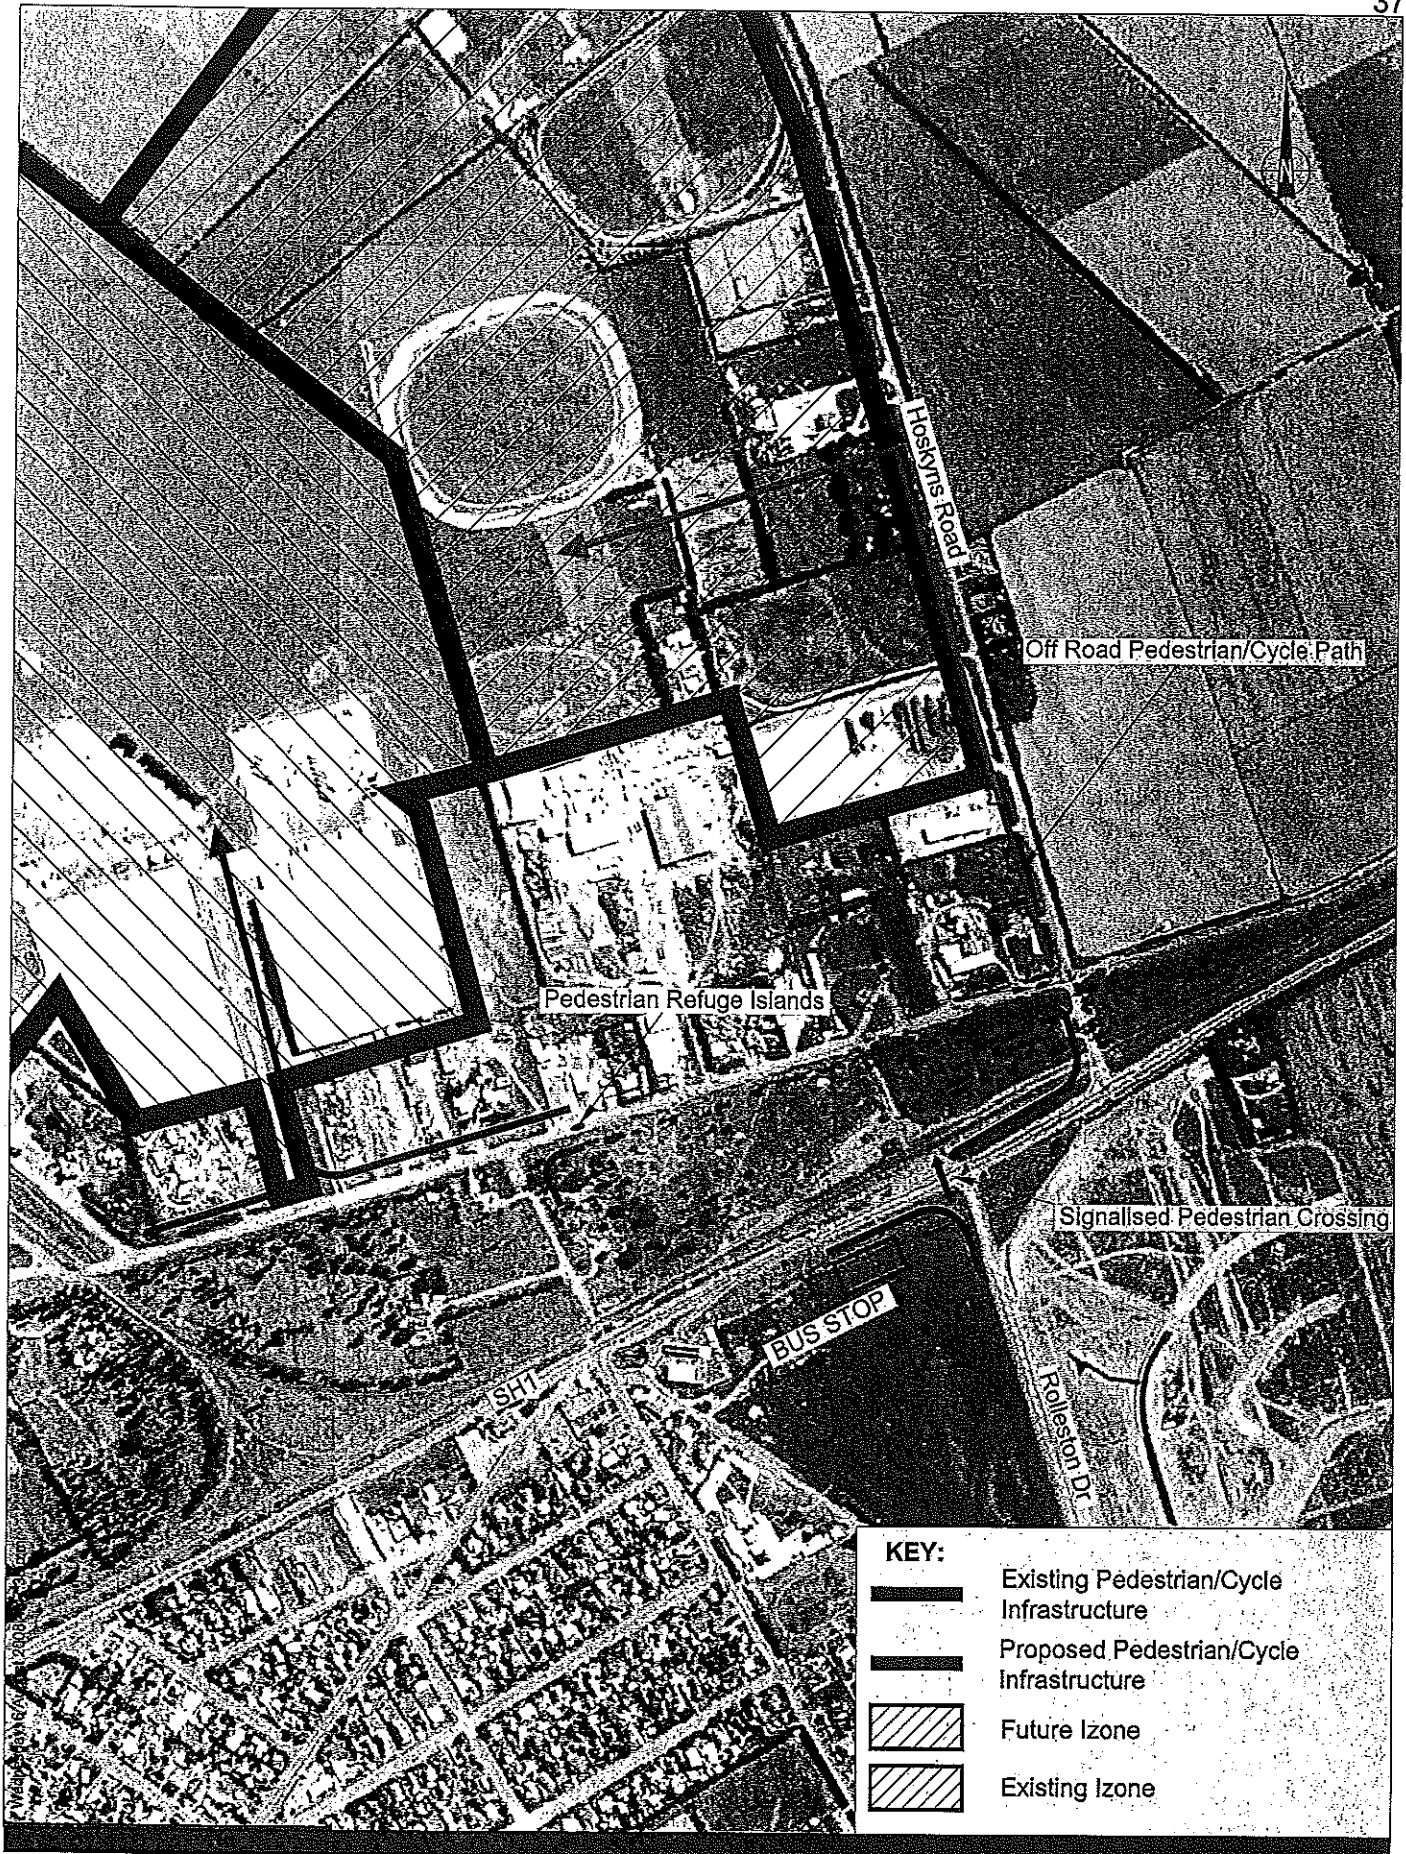 37
N
Hoskyns Road
Off Road Pedestrian/Cycle Path
Pedestrian Refuge Islands
Signalised Pedestrian Crossing
BUS STOP
SH1
Rolleston Dr
KEY:
Existing Pedestrian/Cycle
Infrastructure
Proposed Pedestrian/Cycle
Infrastructure
Future Izone
Existing Izone